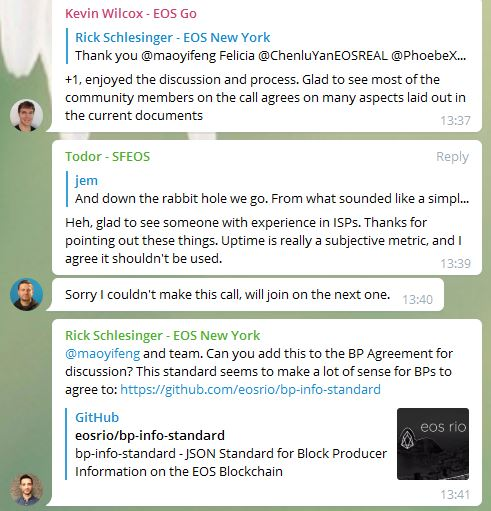 Kevin Wilcox - EOS Go
Rick Schlesinger - EOS New York
Thank you @maoyifeng Felicia @ChenluYanEOSREAL @PhoebeX...
+1, enjoyed the discussion and process. Glad to see most of the
community members on the call agrees on many aspects laid out in
the current documents
13:37
Todor - SFEOS
Reply
jem
And down the rabbit hole we go. From what sounded like a simpl...
Heh, glad to see someone with experience in ISPs. Thanks for
pointing out these things. Uptime is really a subjective metric, and I
agree it shouldn't be used.
13:39
Sorry I couldn't make this call, will join on the next one.
13:40
Rick Schlesinger - EOS New York
@maoyifeng and team. Can you add this to the BP Agreement for
discussion? This standard seems to make a lot of sense for BPs to
agree to: https://github.com/eosrio/bp-info-standard
GitHub
eosrio/bp-info-standard
bp-info-standard - JSON Standard for Block Producer
Information on the EOS Blockchain
eos rio
13:41